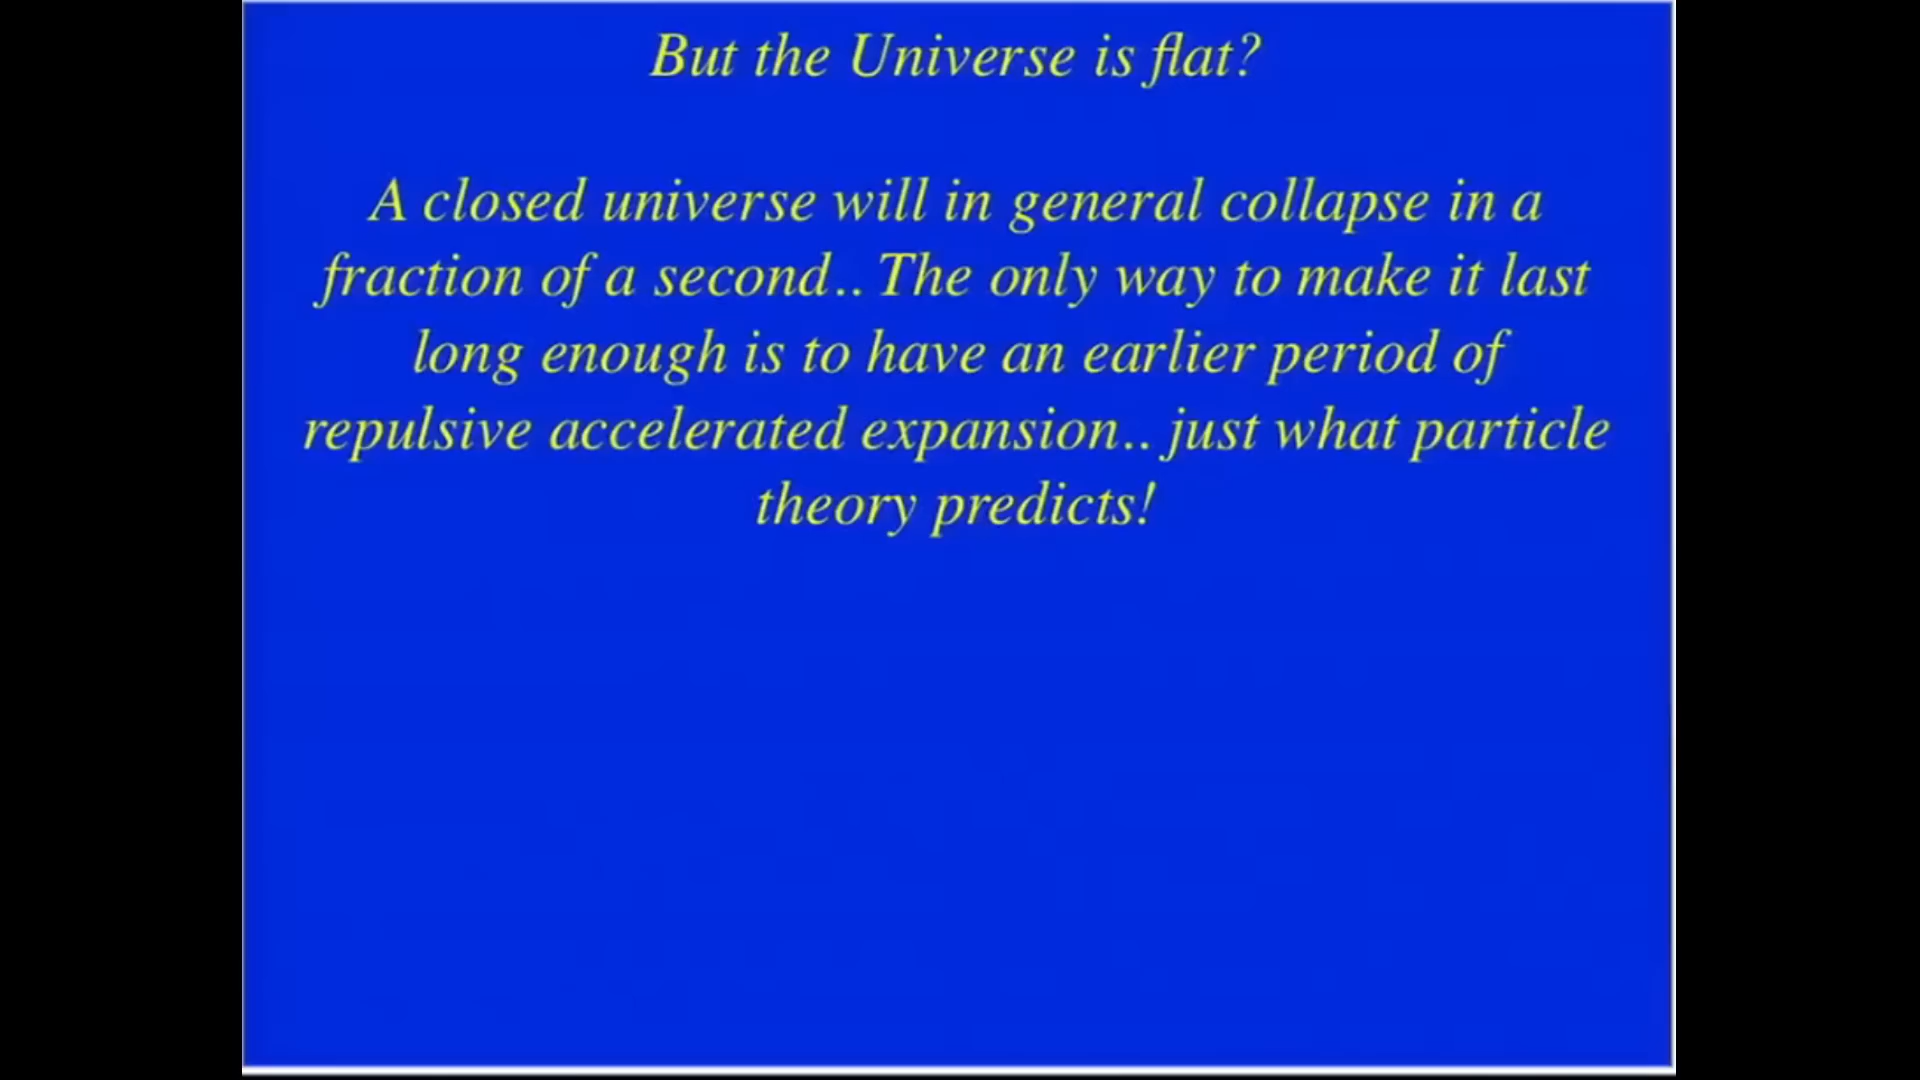 But the Universe is flat?
A closed universe will in general collapse in a
fraction of a second.. The only way to make it last
long enough is to have an earlier period of
repulsive accelerated expansion.. just what particle
theory predicts!